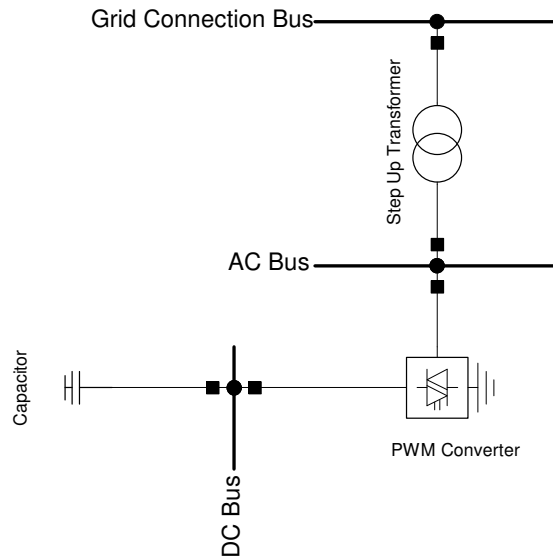 Grid Connection Bus
Step Up Transformer
AC Bus
Capacitor
PWM Converter
DC Bus